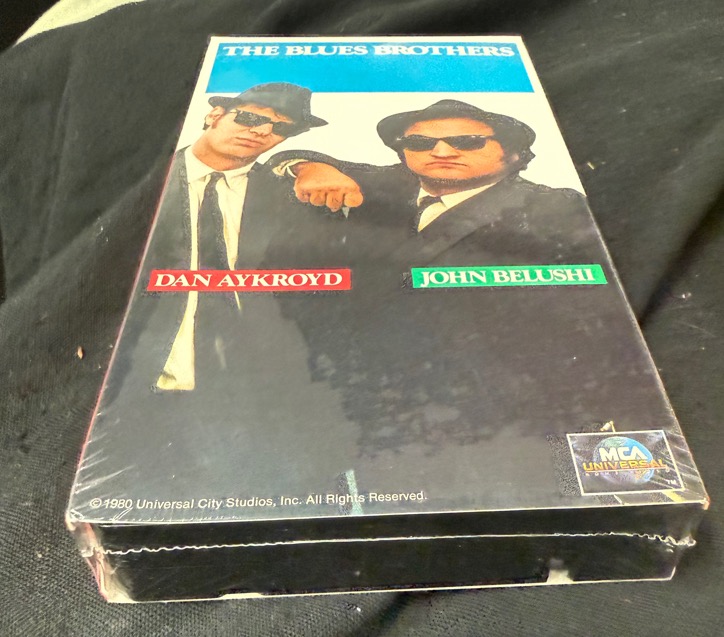 THE BLUES BROTHERS
DAN AYKROYD
JOHN BELUSHI
MCA
UNIVERSAL
©1980 Universal City Studios, Inc. All Rights Reserved.